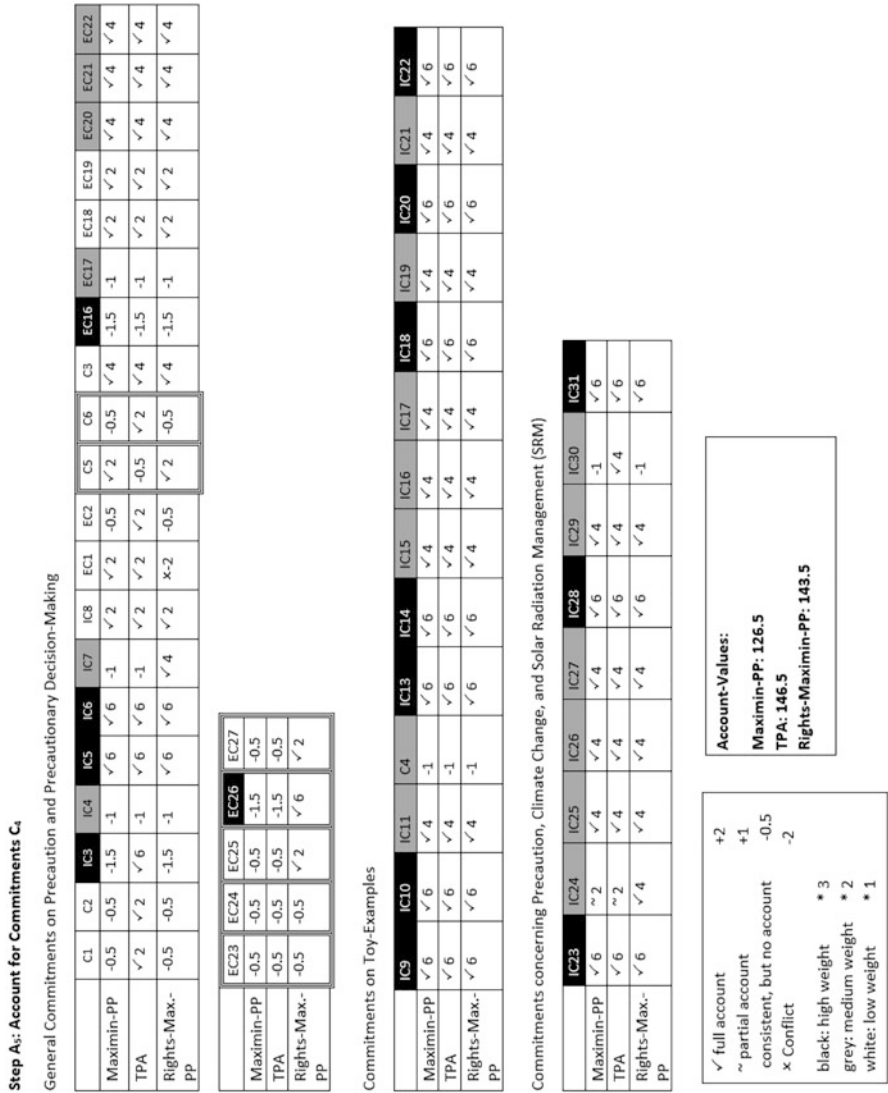 Step A₅: Account for Commitments C₄
General Commitments on Precaution and Precautionary Decision-Making
C1 C2 IC3 IC4 IC5 IC6 IC7 IC8 EC1 EC2 C5 C6 C3 EC16 EC17 EC18 EC19 EC20 EC21 EC22
Maximin-PP -0.5 -0.5 -1.5 -1 ✓ 6 ✓ 6 -1 ✓ 2 ✓ 2 -0.5 ✓ 2 -0.5 ✓ 4 -1.5 -1 ✓ 2 ✓ 2 ✓ 4 ✓ 4 ✓ 4
TPA ✓ 2 ✓ 2 ✓ 6 -1 ✓ 6 ✓ 6 -1 ✓ 2 ✓ 2 ✓ 2 -0.5 ✓ 2 ✓ 4 -1.5 -1 ✓ 2 ✓ 2 ✓ 4 ✓ 4 ✓ 4
Rights-Max.- -0.5 -0.5 -1.5 -1 ✓ 6 ✓ 6 ✓ 4 ✓ 2 x-2 -0.5 ✓ 2 -0.5 ✓ 4 -1.5 -1 ✓ 2 ✓ 2 ✓ 4 ✓ 4 ✓ 4
PP
EC23 EC24 EC25 EC26 EC27
Maximin-PP -0.5 -0.5 -0.5 -1.5 -0.5
TPA -0.5 -0.5 -0.5 -1.5 -0.5
Rights-Max.- -0.5 -0.5 ✓ 2 ✓ 6 ✓ 2
PP
Commitments on Toy-Examples
IC9 IC10 IC11 C4 IC13 IC14 IC15 IC16 IC17 IC18 IC19 IC20 IC21 IC22
Maximin-PP ✓ 6 ✓ 6 ✓ 4 -1 ✓ 6 ✓ 6 ✓ 4 ✓ 4 ✓ 4 ✓ 6 ✓ 4 ✓ 6 ✓ 4 ✓ 6
TPA ✓ 6 ✓ 6 ✓ 4 -1 ✓ 6 ✓ 6 ✓ 4 ✓ 4 ✓ 4 ✓ 6 ✓ 4 ✓ 6 ✓ 4 ✓ 6
Rights-Max.- ✓ 6 ✓ 6 ✓ 4 -1 ✓ 6 ✓ 6 ✓ 4 ✓ 4 ✓ 4 ✓ 6 ✓ 4 ✓ 6 ✓ 4 ✓ 6
PP
Commitments concerning Precaution, Climate Change, and Solar Radiation Management (SRM)
IC23 IC24 IC25 IC26 IC27 IC28 IC29 IC30 IC31
Maximin-PP ✓ 6 ~ 2 ✓ 4 ✓ 4 ✓ 4 ✓ 6 ✓ 4 -1 ✓ 6
TPA ✓ 6 ~ 2 ✓ 4 ✓ 4 ✓ 4 ✓ 6 ✓ 4 ✓ 4 ✓ 6
Rights-Max.- ✓ 6 ✓ 4 ✓ 4 ✓ 4 ✓ 4 ✓ 6 ✓ 4 -1 ✓ 6
PP
✓ full account +2
~ partial account +1
consistent, but no account -0.5
x Conflict -2
black: high weight * 3
grey: medium weight * 2
white: low weight * 1
Account-Values:
Maximin-PP: 126.5
TPA: 146.5
Rights-Maximin-PP: 143.5